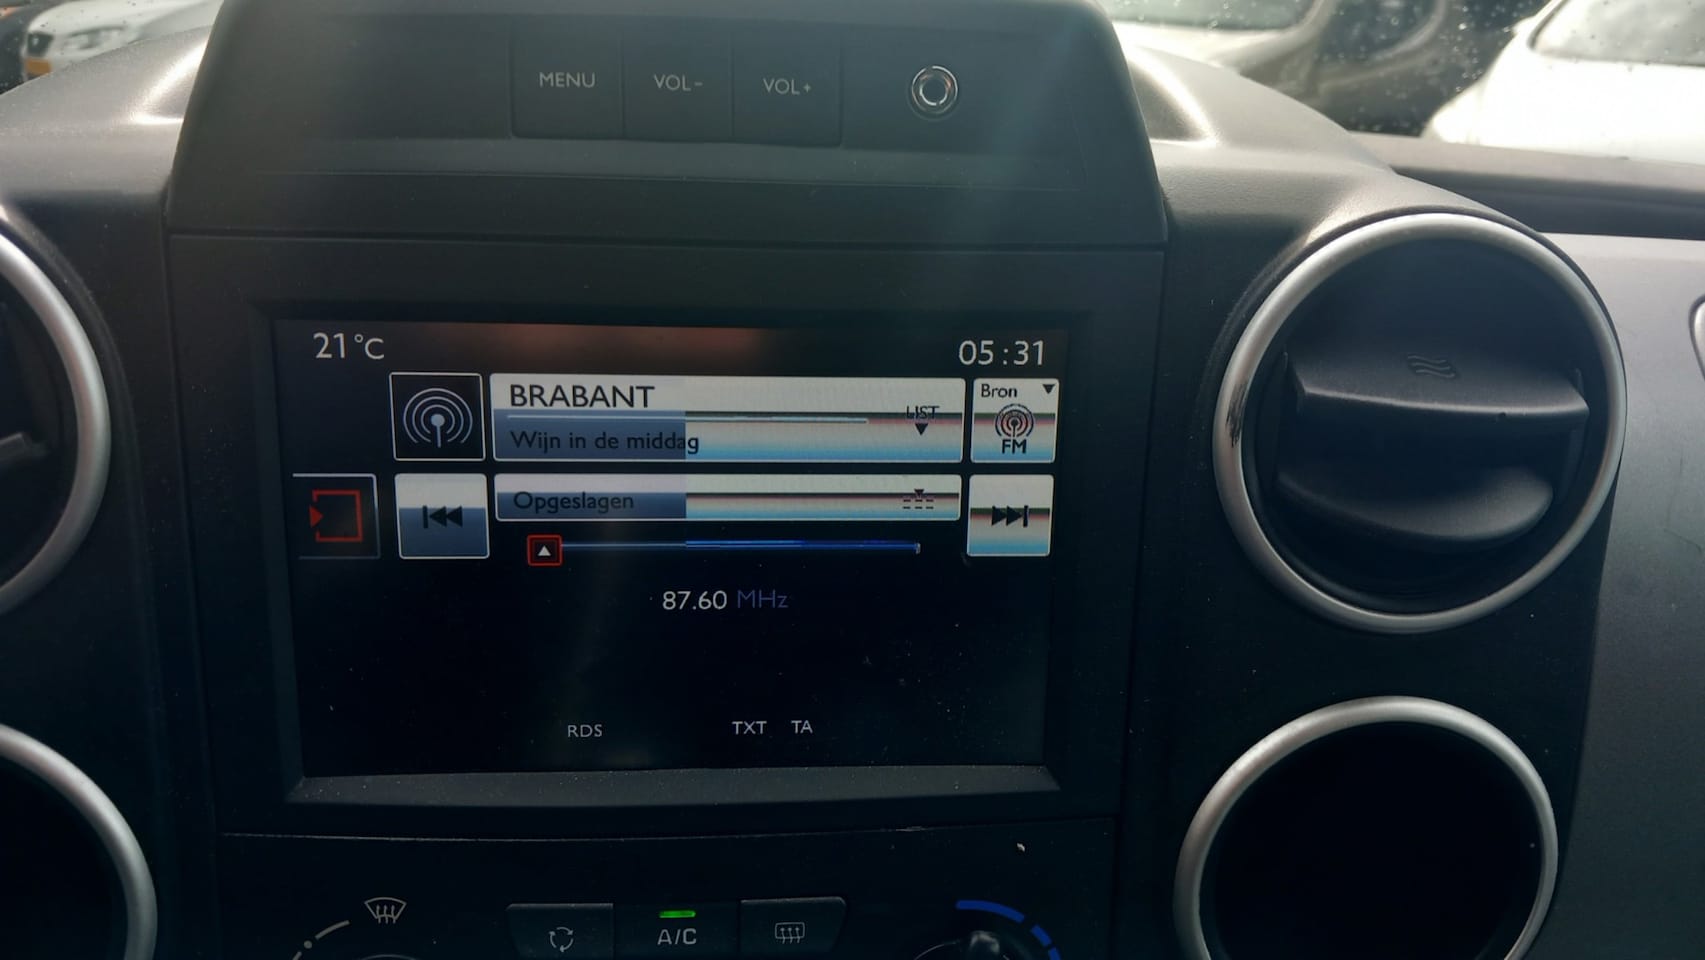 MENU VOL- VOL+
21°C 05:31
BRABANT
LIST
Bron
Wijn in de middag
FM
Opgeslagen
87.60 MHz
RDS TXT TA
A/C